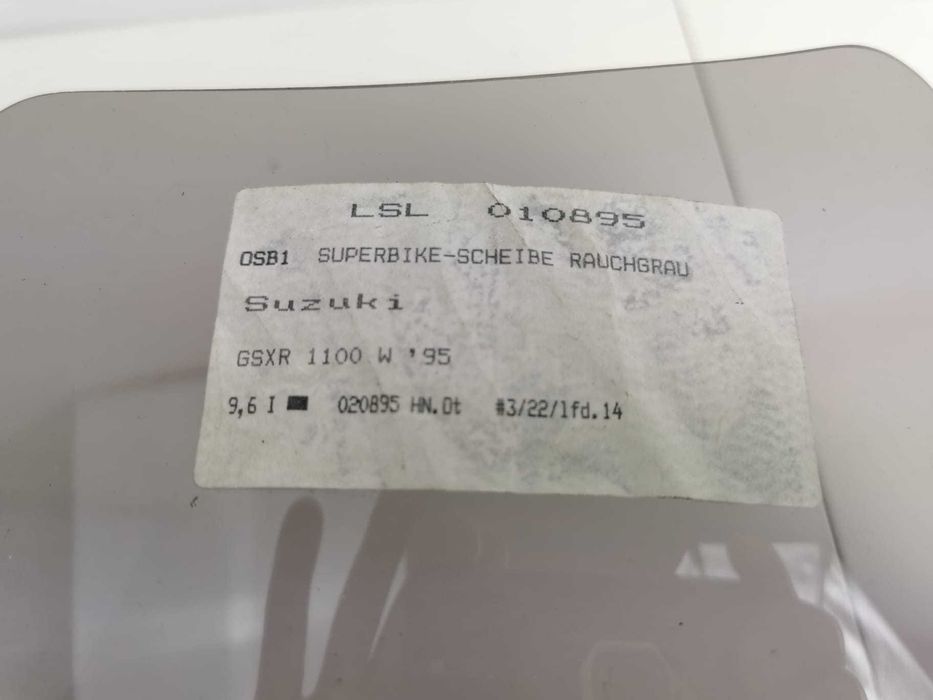 LSL 010895
OSB1 SUPERBIKE-SCHEIBE RAUCHGRAU
Suzuki
GSXR 1100 W '95
9,6 I ■ 020895 HN.Dt #3/22/lfd.14